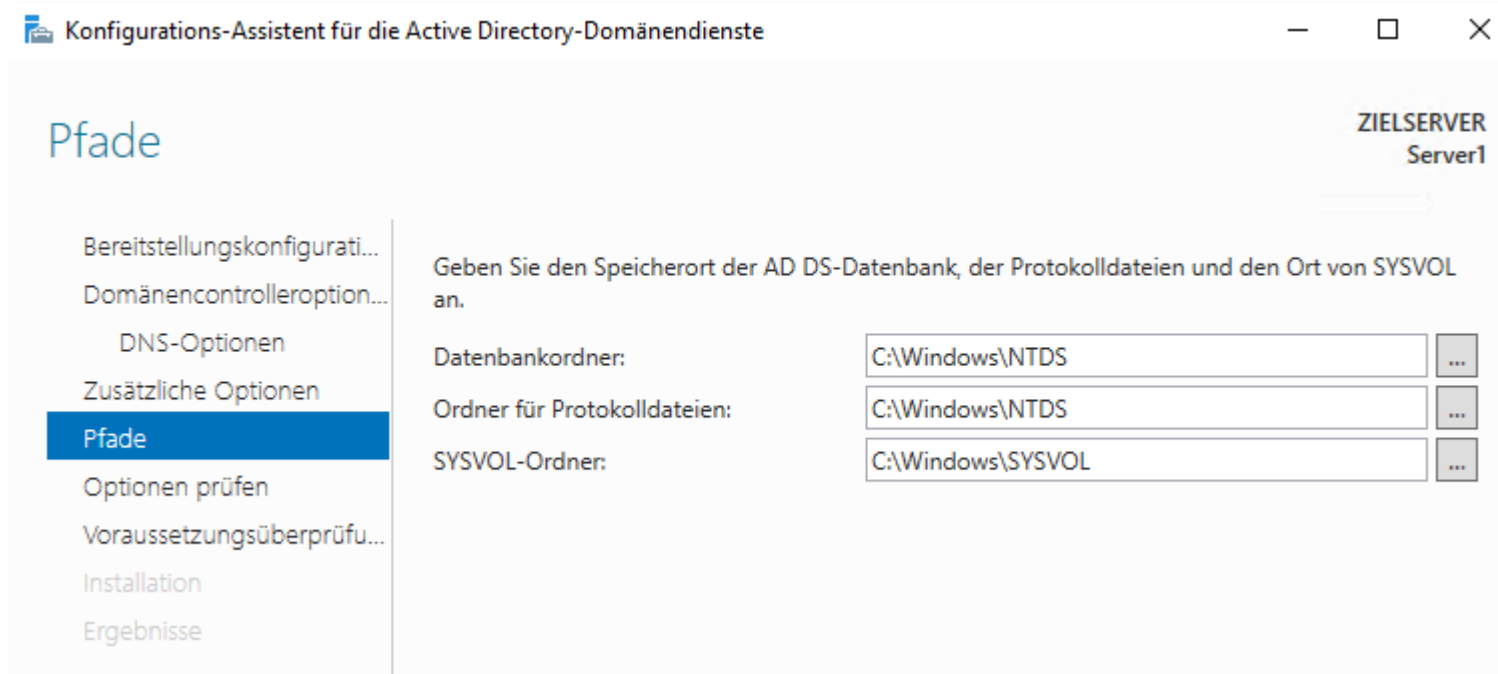 Konfigurations-Assistent für die Active Directory-Domänendienste
Pfade
ZIELSERVER
Server1
Bereitstellungskonfigurati...
Domänencontrolleroption...
DNS-Optionen
Zusätzliche Optionen
Pfade
Optionen prüfen
Voraussetzungsüberprüfu...
Installation
Ergebnisse
Geben Sie den Speicherort der AD DS-Datenbank, der Protokolldateien und den Ort von SYSVOL
an.
Datenbankordner: C:\Windows\NTDS ...
Ordner für Protokolldateien: C:\Windows\NTDS ...
SYSVOL-Ordner: C:\Windows\SYSVOL ...